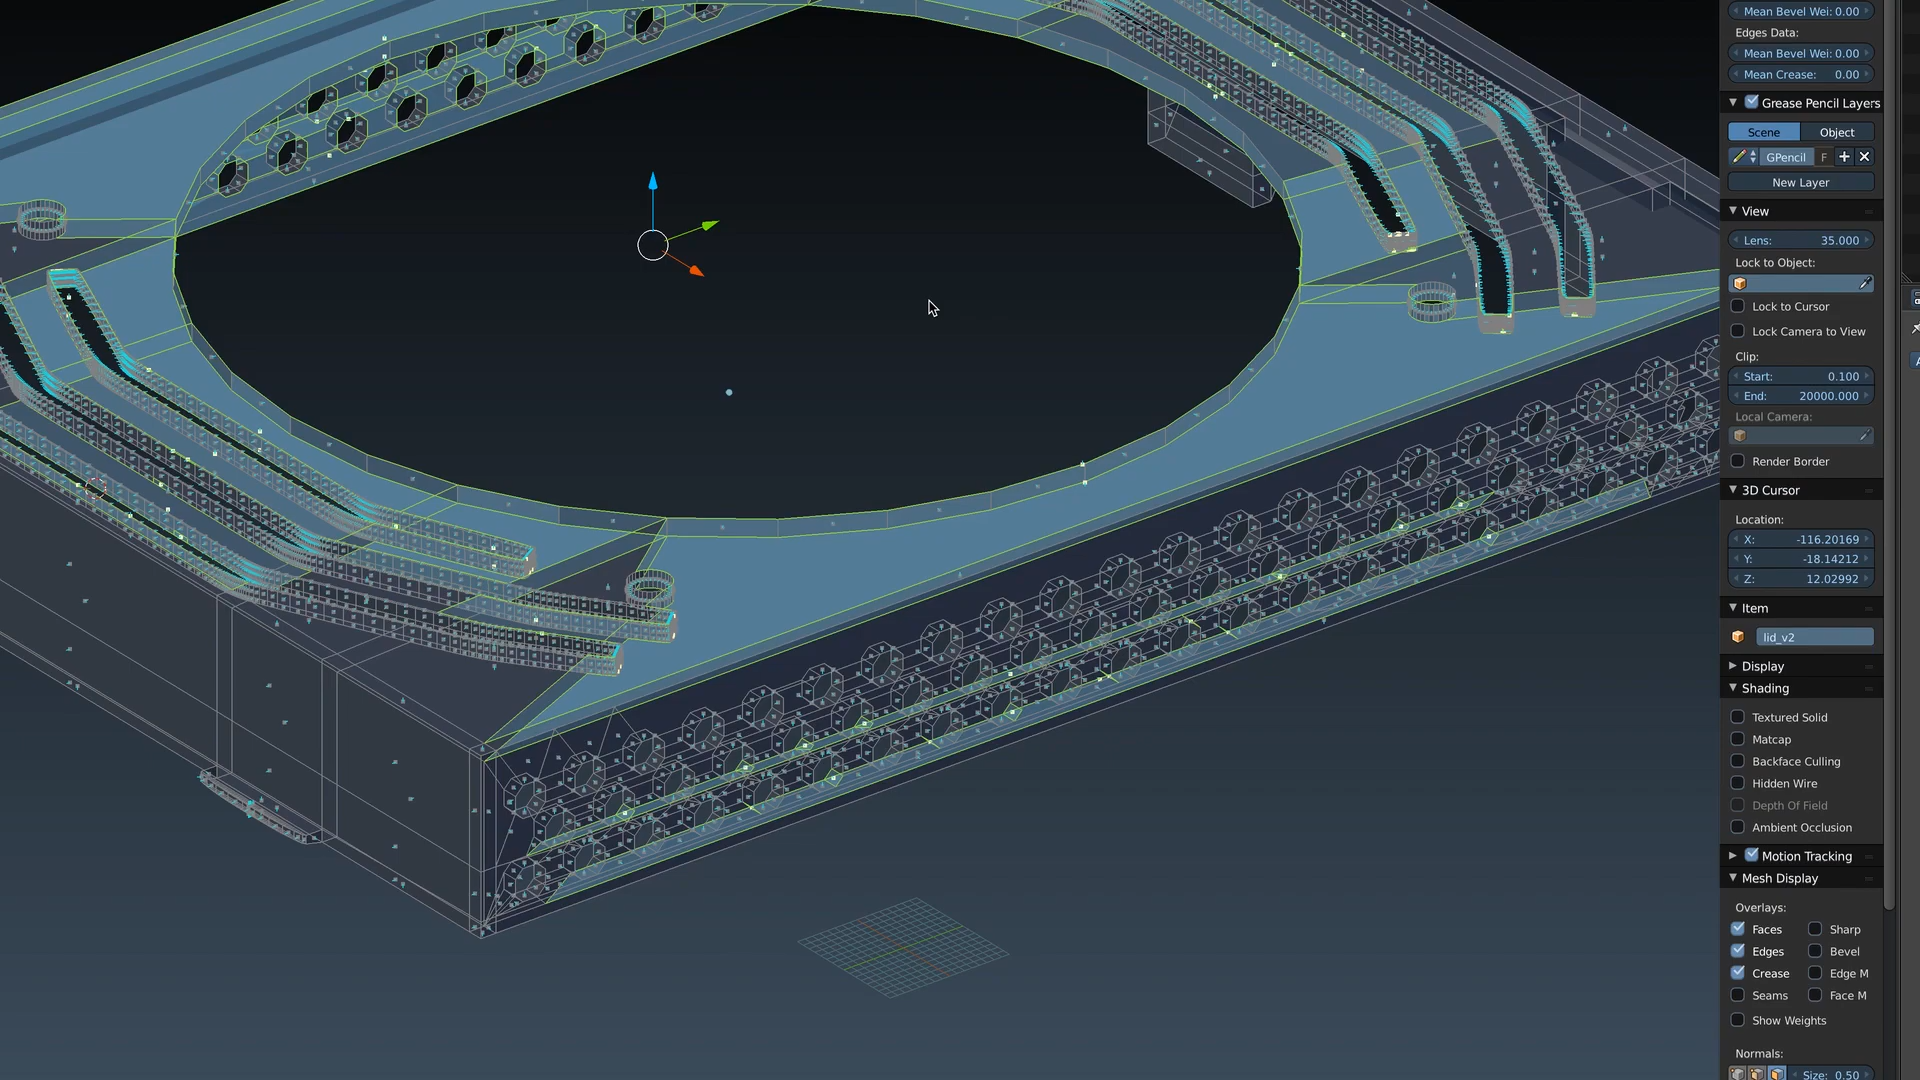 Mean Bevel Wei: 0.00
Edges Data:
Mean Bevel Wei: 0.00
Mean Crease: 0.00
Grease Pencil Layers
Scene Object
GPencil F
New Layer
View
Lens: 35.000
Lock to Object:
Lock to Cursor
Lock Camera to View
Clip:
Start: 0.100
End: 20000.000
Local Camera:
Render Border
3D Cursor
Location:
X: -116.20169
Y: -18.14212
Z: 12.02992
Item
lid_v2
Display
Shading
Textured Solid
Matcap
Backface Culling
Hidden Wire
Depth Of Field
Ambient Occlusion
Motion Tracking
Mesh Display
Overlays:
Faces Sharp
Edges Bevel
Crease Edge M
Seams Face M
Show Weights
Normals:
Size: 0.50